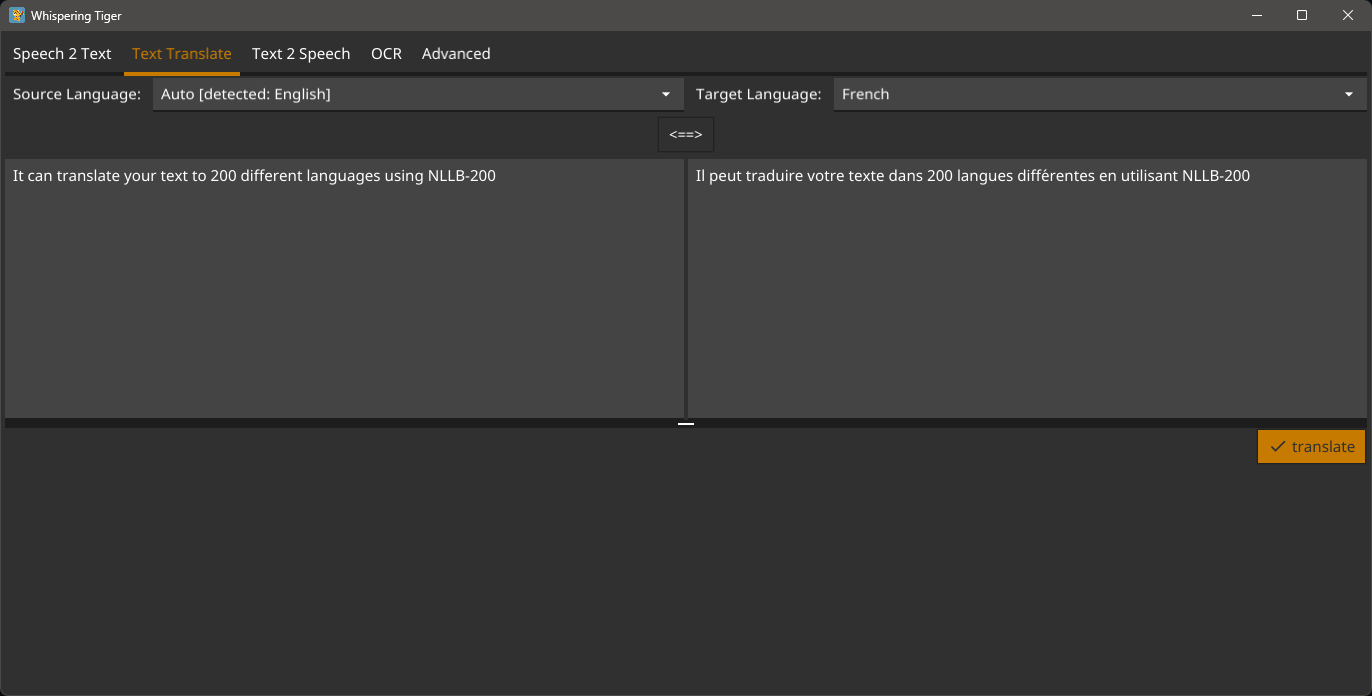 Whispering Tiger
Speech 2 Text Text Translate Text 2 Speech OCR Advanced
Source Language: Auto [detected: English] Target Language: French
<==>
It can translate your text to 200 different languages using NLLB-200
Il peut traduire votre texte dans 200 langues différentes en utilisant NLLB-200
translate